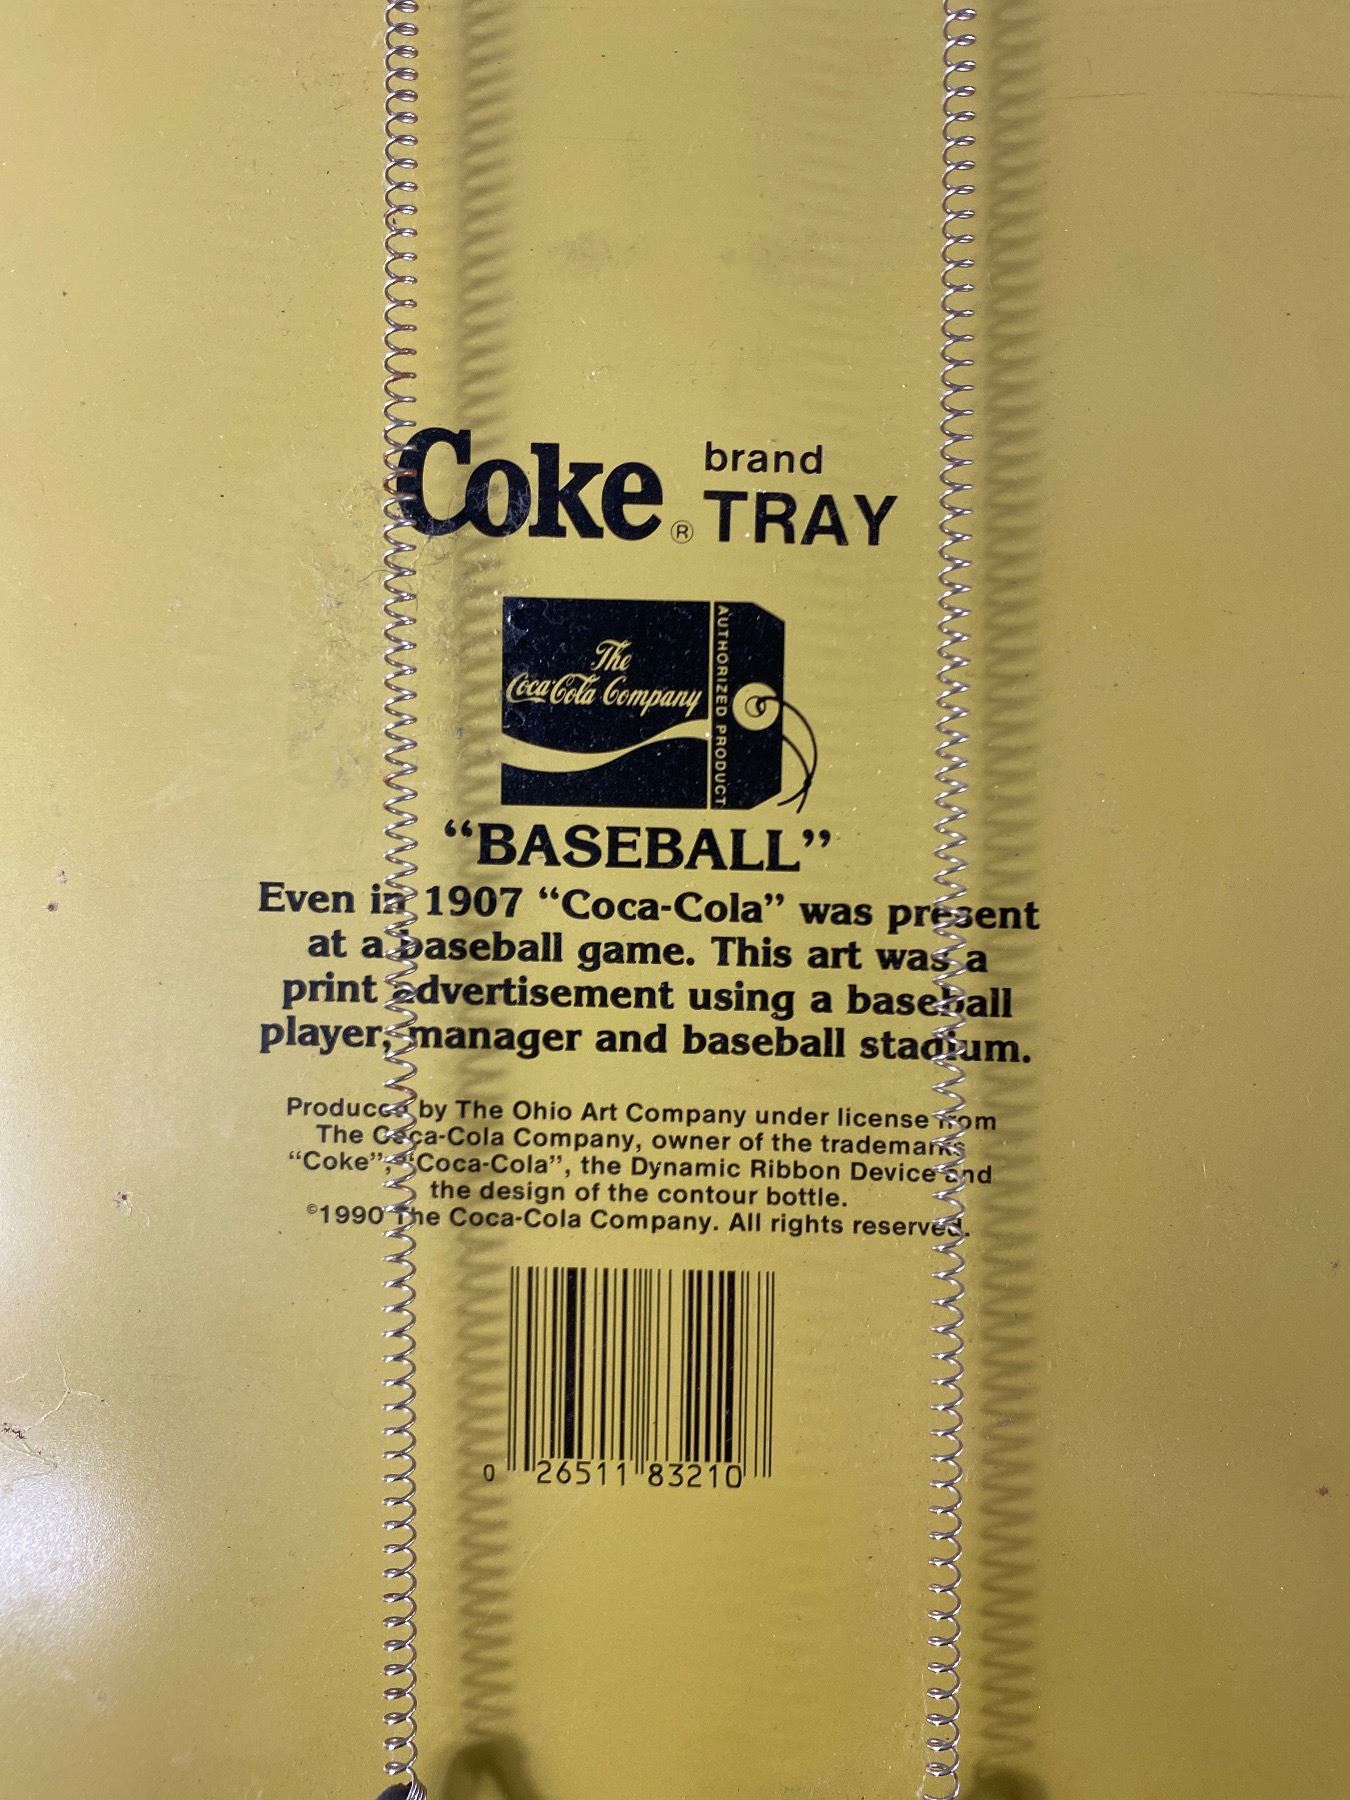 Coke® brand
TRAY
The
Coca-Cola Company
AUTHORIZED PRODUCT
“BASEBALL”
Even in 1907 “Coca-Cola” was present
at a baseball game. This art was a
print advertisement using a baseball
player, manager and baseball stadium.
Produced by The Ohio Art Company under license from
The Coca-Cola Company, owner of the trademarks
“Coke”, “Coca-Cola”, the Dynamic Ribbon Device and
the design of the contour bottle.
©1990 The Coca-Cola Company. All rights reserved.
0 26511 83210